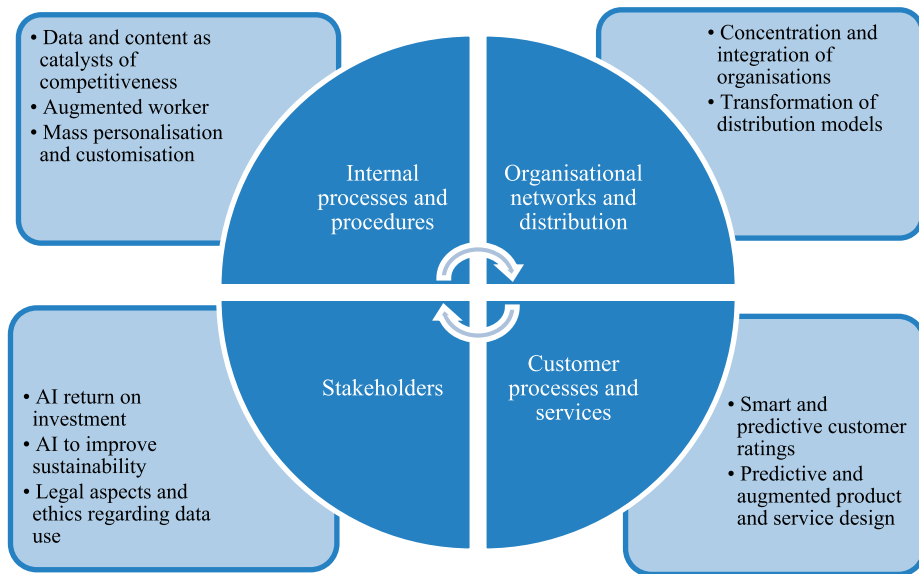 • Data and content as
catalysts of
competitiveness
• Augmented worker
• Mass personalisation
and customisation
• Concentration and
integration of
organisations
• Transformation of
distribution models
Internal
processes and
procedures
Organisational
networks and
distribution
Stakeholders
Customer
processes and
services
• AI return on
investment
• AI to improve
sustainability
• Legal aspects and
ethics regarding data
use
• Smart and
predictive customer
ratings
• Predictive and
augmented product
and service design